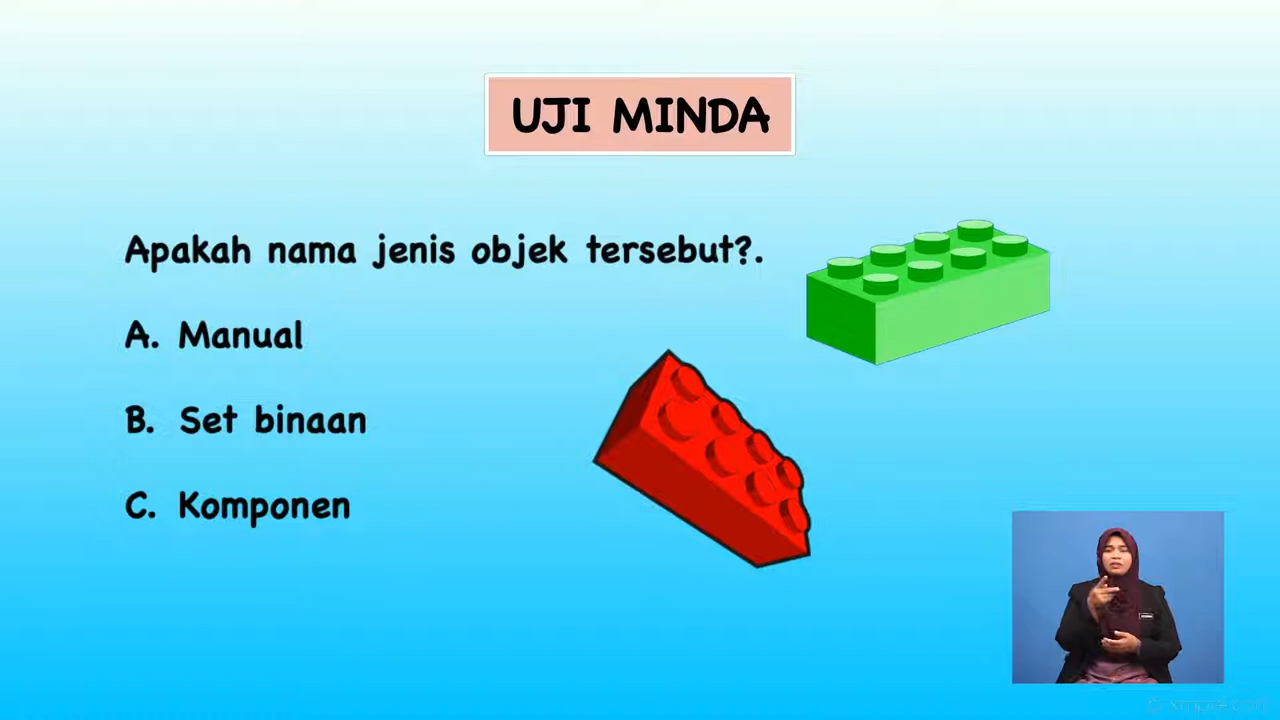 UJI MINDA
Apakah nama jenis objek tersebut?.
A. Manual
B. Set binaan
C. Komponen